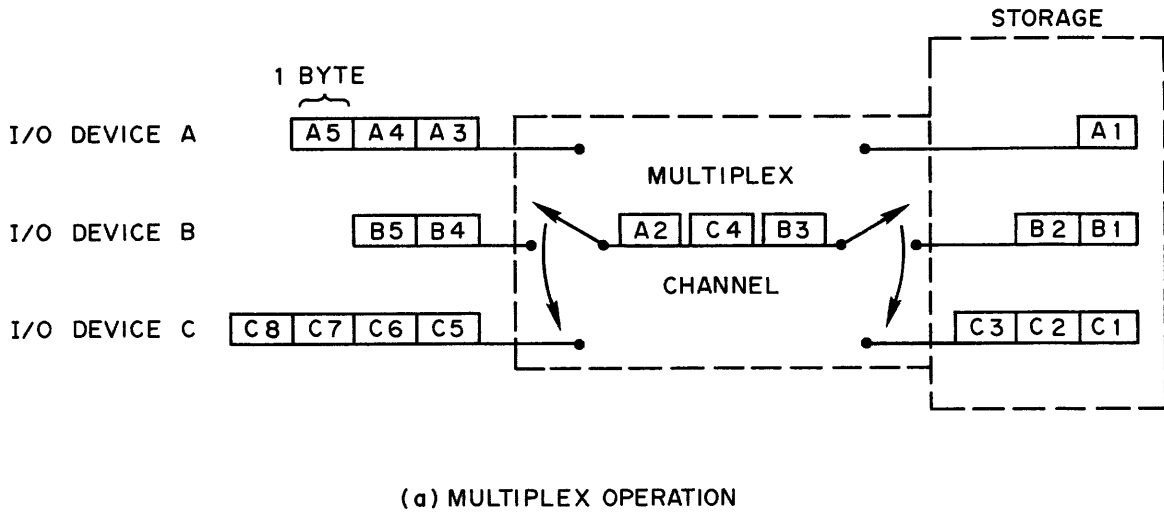 STORAGE
1 BYTE
I/O DEVICE A A5 A4 A3 A1
MULTIPLEX
I/O DEVICE B B5 B4 A2 C4 B3 B2 B1
CHANNEL
I/O DEVICE C C8 C7 C6 C5 C3 C2 C1
(a) MULTIPLEX OPERATION